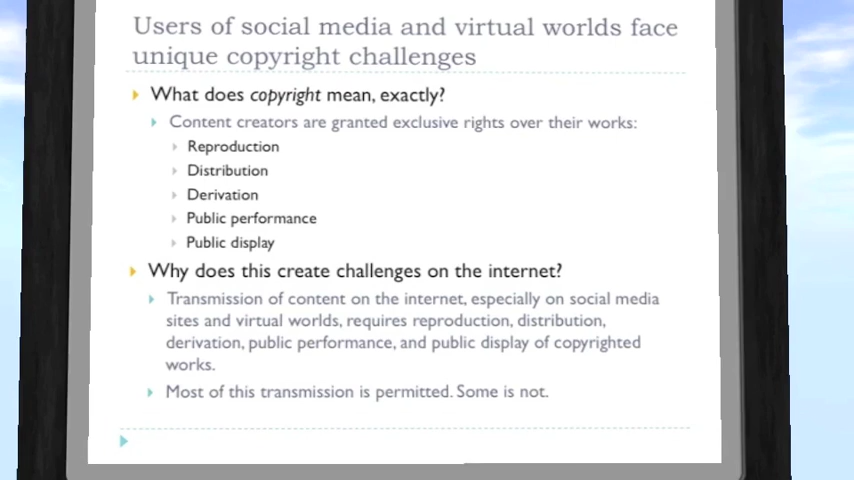 Users of social media and virtual worlds face
unique copyright challenges
What does copyright mean, exactly?
Content creators are granted exclusive rights over their works:
Reproduction
Distribution
Derivation
Public performance
Public display
Why does this create challenges on the internet?
Transmission of content on the internet, especially on social media
sites and virtual worlds, requires reproduction, distribution,
derivation, public performance, and public display of copyrighted
works.
Most of this transmission is permitted. Some is not.